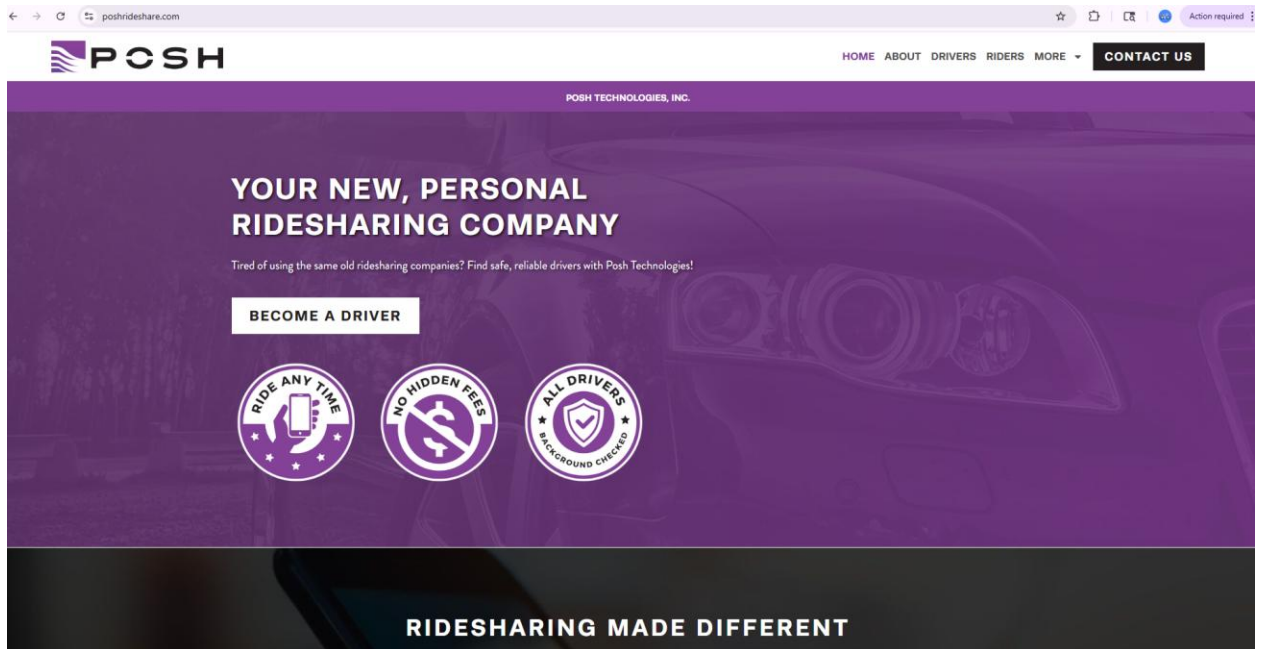 poshrideshare.com
Action required
POSH
HOME ABOUT DRIVERS RIDERS MORE CONTACT US
POSH TECHNOLOGIES, INC.
YOUR NEW, PERSONAL
RIDESHARING COMPANY
Tired of using the same old ridesharing companies? Find safe, reliable drivers with Posh Technologies!
BECOME A DRIVER
RIDE ANY TIME
NO HIDDEN FEES
ALL DRIVERS
BACKGROUND CHECKED
RIDESHARING MADE DIFFERENT